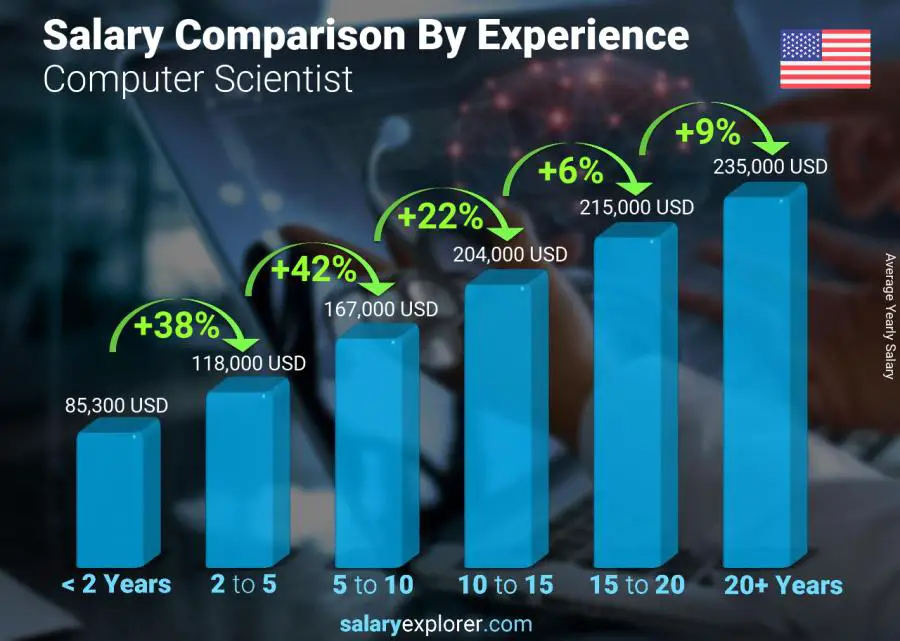 Salary Comparison By Experience
Computer Scientist
+9%
235,000 USD
+6%
215,000 USD
+22%
204,000 USD
+42%
167,000 USD
+38%
118,000 USD
85,300 USD
Average Yearly Salary
< 2 Years
2 to 5
5 to 10
10 to 15
15 to 20
20+ Years
salaryexplorer.com